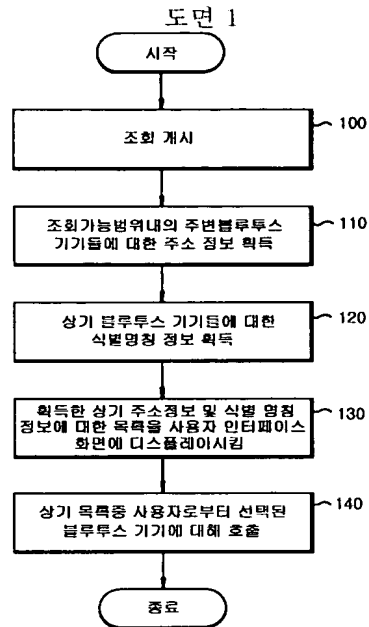 도면 1
시작
조회 개시
100
조회가능범위내의 주변블루투스
기기들에 대한 주소 정보 획득
110
상기 블루투스 기기들에 대한
식별명칭 정보 획득
120
획득한 상기 주소정보 및 식별 명칭
정보에 대한 목록을 사용자 인터페이스
화면에 디스플레이시킴
130
상기 목록중 사용자로부터 선택된
블루투스 기기에 대해 호출
140
종료